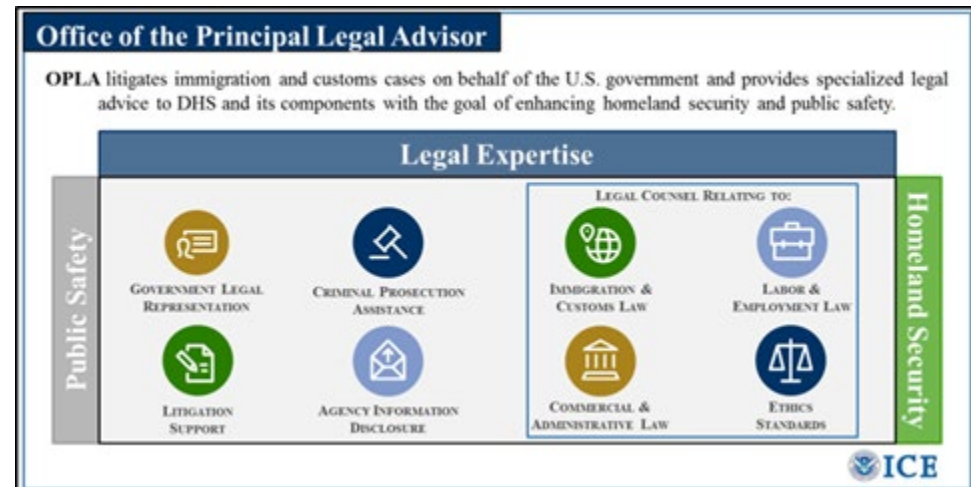 Office of the Principal Legal Advisor
OPLA litigates immigration and customs cases on behalf of the U.S. government and provides specialized legal
advice to DHS and its components with the goal of enhancing homeland security and public safety.
Legal Expertise
Public Safety
GOVERNMENT LEGAL
REPRESENTATION
CRIMINAL PROSECUTION
ASSISTANCE
LITIGATION
SUPPORT
AGENCY INFORMATION
DISCLOSURE
LEGAL COUNSEL RELATING TO:
IMMIGRATION &
CUSTOMS LAW
LABOR &
EMPLOYMENT LAW
COMMERCIAL &
ADMINISTRATIVE LAW
ETHICS
STANDARDS
Homeland Security
ICE